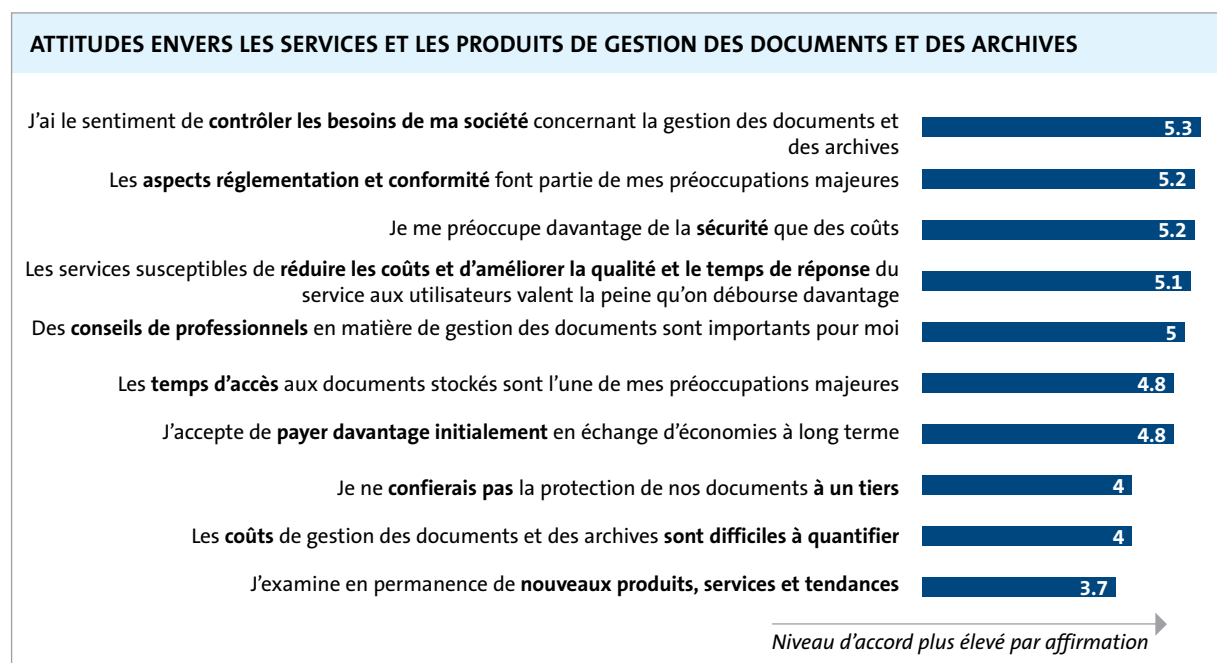 ATTITUDES ENVERS LES SERVICES ET LES PRODUITS DE GESTION DES DOCUMENTS ET DES ARCHIVES
J’ai le sentiment de contrôler les besoins de ma société concernant la gestion des documents et
des archives
5.3
Les aspects réglementation et conformité font partie de mes préoccupations majeures
5.2
Je me préoccupe davantage de la sécurité que des coûts
5.2
Les services susceptibles de réduire les coûts et d’améliorer la qualité et le temps de réponse du
service aux utilisateurs valent la peine qu’on débourse davantage
5.1
Des conseils de professionnels en matière de gestion des documents sont importants pour moi
5
Les temps d’accès aux documents stockés sont l’une de mes préoccupations majeures
4.8
J’accepte de payer davantage initialement en échange d’économies à long terme
4.8
Je ne confierais pas la protection de nos documents à un tiers
4
Les coûts de gestion des documents et des archives sont difficiles à quantifier
4
J’examine en permanence de nouveaux produits, services et tendances
3.7
Niveau d’accord plus élevé par affirmation